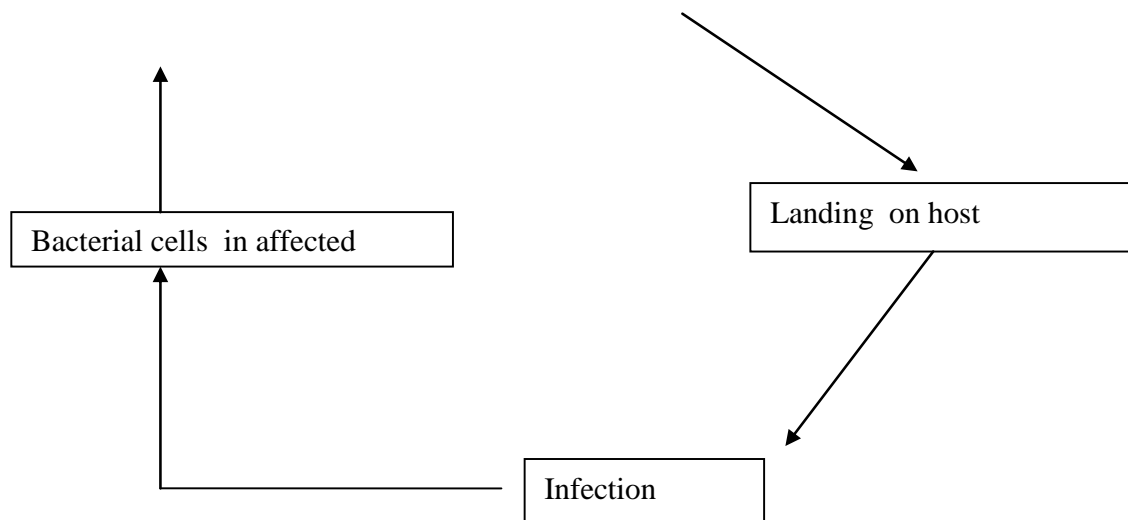 Landing on host
Bacterial cells in affected
Infection